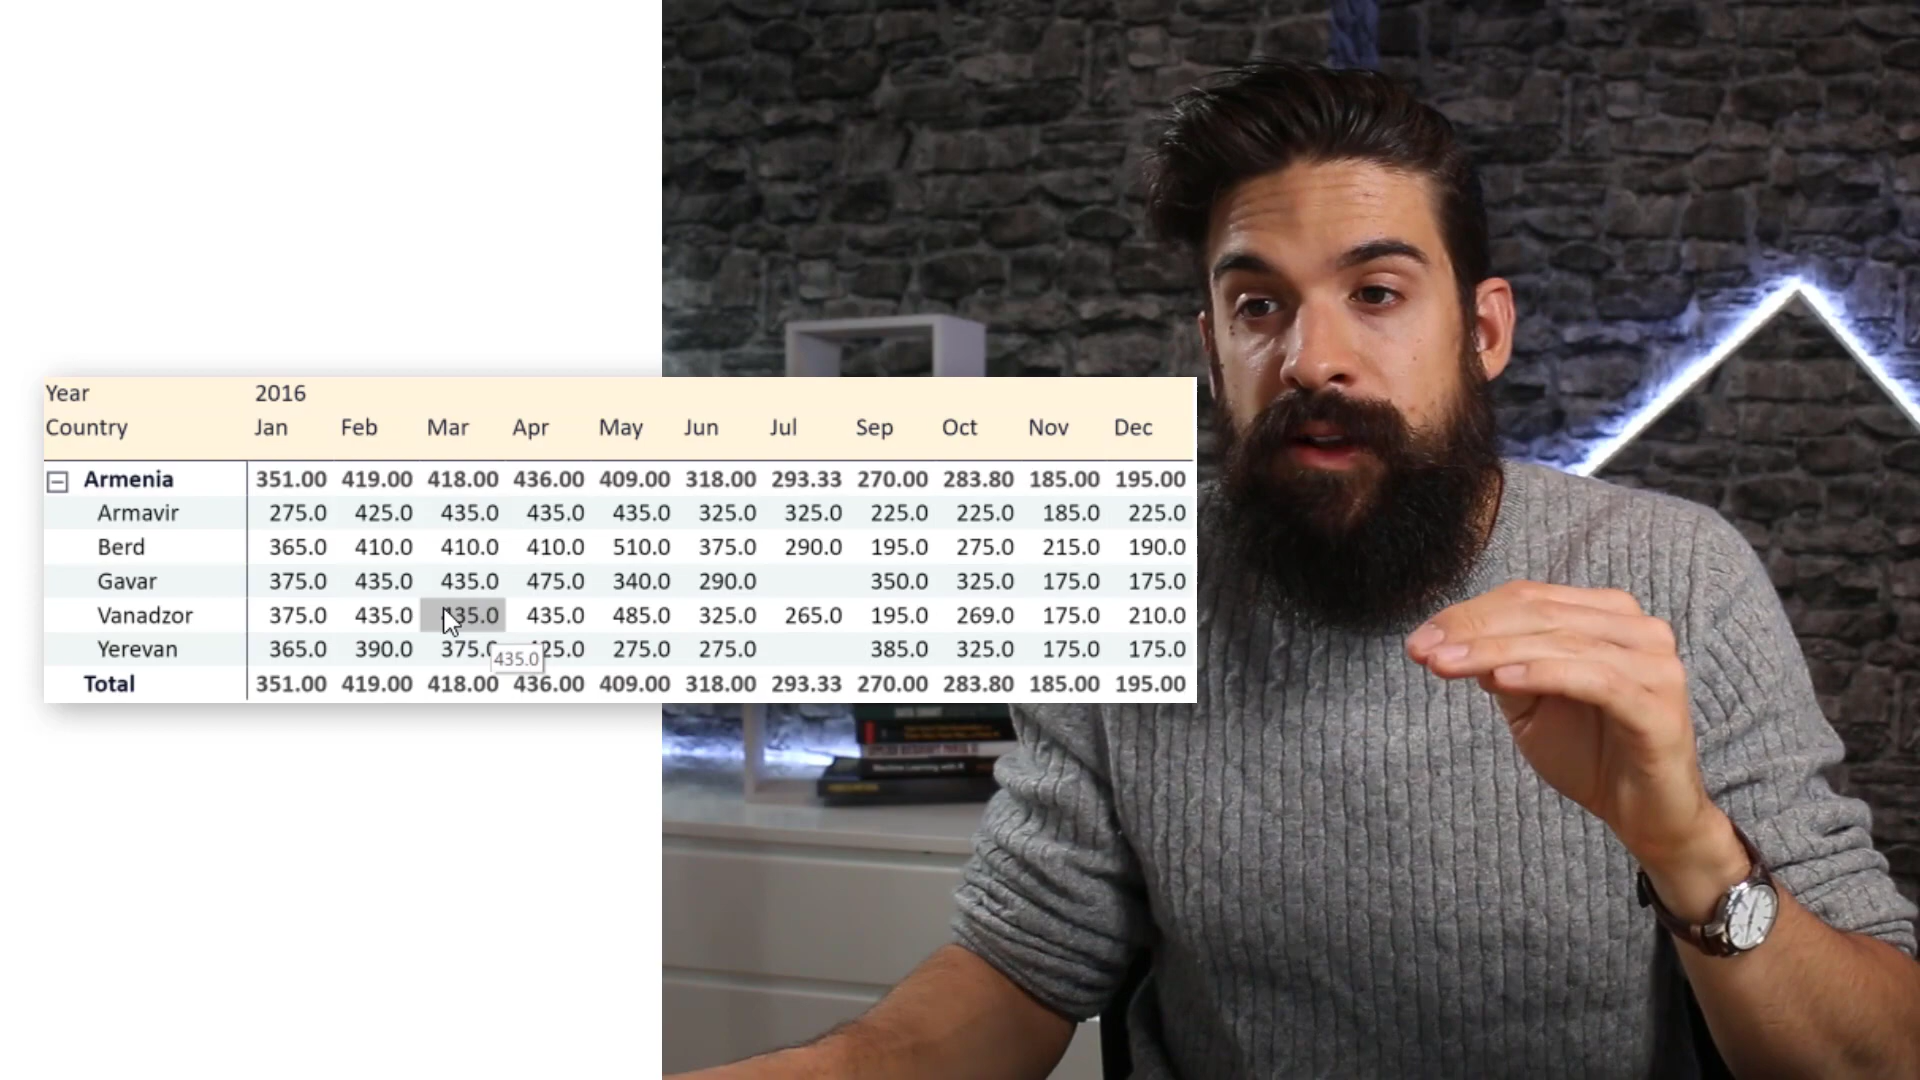 Year 2016
Country Jan Feb Mar Apr May Jun Jul Sep Oct Nov Dec
Armenia 351.00 419.00 418.00 436.00 409.00 318.00 293.33 270.00 283.80 185.00 195.00
Armavir 275.0 425.0 435.0 435.0 435.0 325.0 325.0 225.0 225.0 185.0 225.0
Berd 365.0 410.0 410.0 410.0 510.0 375.0 290.0 195.0 275.0 215.0 190.0
Gavar 375.0 435.0 435.0 475.0 340.0 290.0 350.0 325.0 175.0 175.0
Vanadzor 375.0 435.0 435.0 435.0 485.0 325.0 265.0 195.0 269.0 175.0 210.0
Yerevan 365.0 390.0 375.0 275.0 275.0 385.0 325.0 175.0 175.0
435.0
Total 351.00 419.00 418.00 436.00 409.00 318.00 293.33 270.00 283.80 185.00 195.00
Machine Learning with R